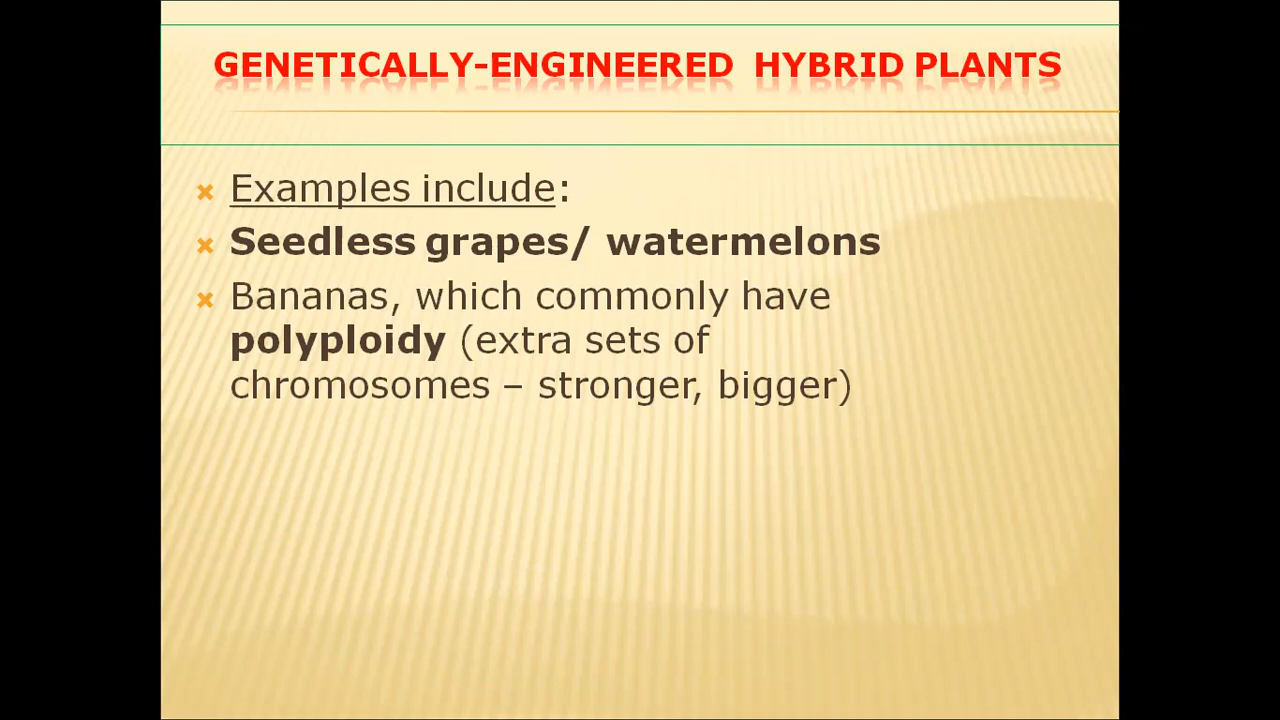 GENETICALLY-ENGINEERED HYBRID PLANTS
Examples include:
Seedless grapes/ watermelons
Bananas, which commonly have
polyploidy (extra sets of
chromosomes – stronger, bigger)